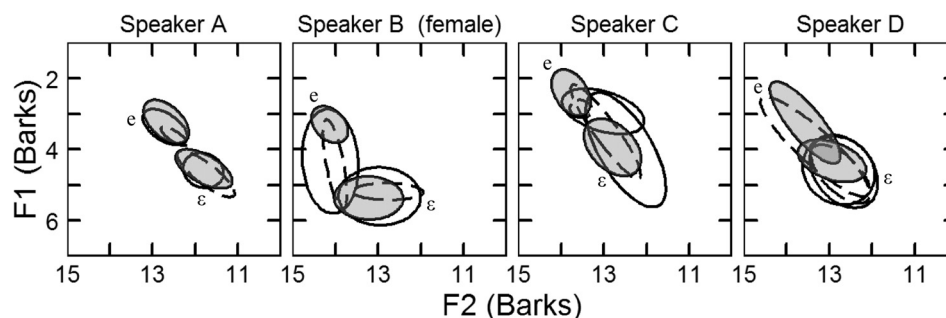 Speaker A Speaker B (female) Speaker C Speaker D
F1 (Barks)
2
4
6
e e e e
ε ε ε ε
15 13 11 15 13 11 15 13 11 15 13 11
F2 (Barks)